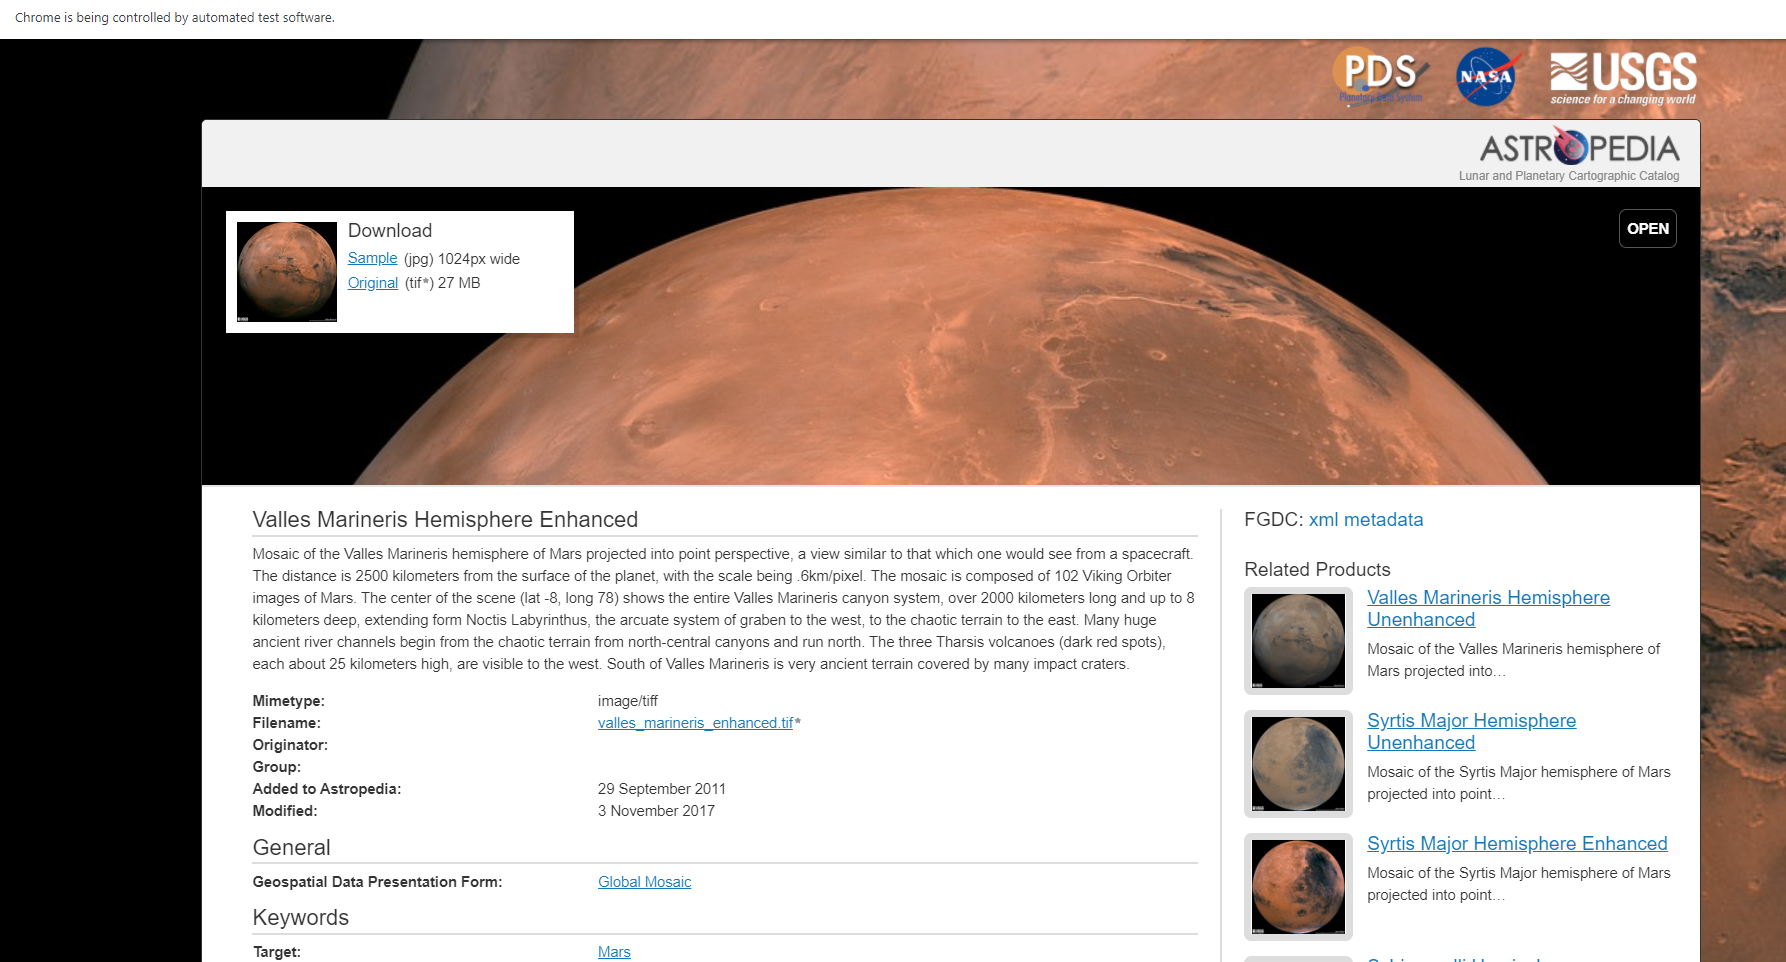 Chrome is being controlled by automated test software.
PDS
Planetary Data System
NASA
USGS
science for a changing world
ASTROPEDIA
Lunar and Planetary Cartographic Catalog
Download
Sample (jpg) 1024px wide
Original (tif*) 27 MB
OPEN
Valles Marineris Hemisphere Enhanced
Mosaic of the Valles Marineris hemisphere of Mars projected into point perspective, a view similar to that which one would see from a spacecraft.
The distance is 2500 kilometers from the surface of the planet, with the scale being .6km/pixel. The mosaic is composed of 102 Viking Orbiter
images of Mars. The center of the scene (lat -8, long 78) shows the entire Valles Marineris canyon system, over 2000 kilometers long and up to 8
kilometers deep, extending form Noctis Labyrinthus, the arcuate system of graben to the west, to the chaotic terrain to the east. Many huge
ancient river channels begin from the chaotic terrain from north-central canyons and run north. The three Tharsis volcanoes (dark red spots),
each about 25 kilometers high, are visible to the west. South of Valles Marineris is very ancient terrain covered by many impact craters.
Mimetype: image/tiff
Filename: valles_marineris_enhanced.tif*
Originator:
Group:
Added to Astropedia: 29 September 2011
Modified: 3 November 2017
General
Geospatial Data Presentation Form: Global Mosaic
Keywords
Target: Mars
FGDC: xml metadata
Related Products
Valles Marineris Hemisphere
Unenhanced
Mosaic of the Valles Marineris hemisphere of
Mars projected into…
Syrtis Major Hemisphere
Unenhanced
Mosaic of the Syrtis Major hemisphere of Mars
projected into point…
Syrtis Major Hemisphere Enhanced
Mosaic of the Syrtis Major hemisphere of Mars
projected into point…